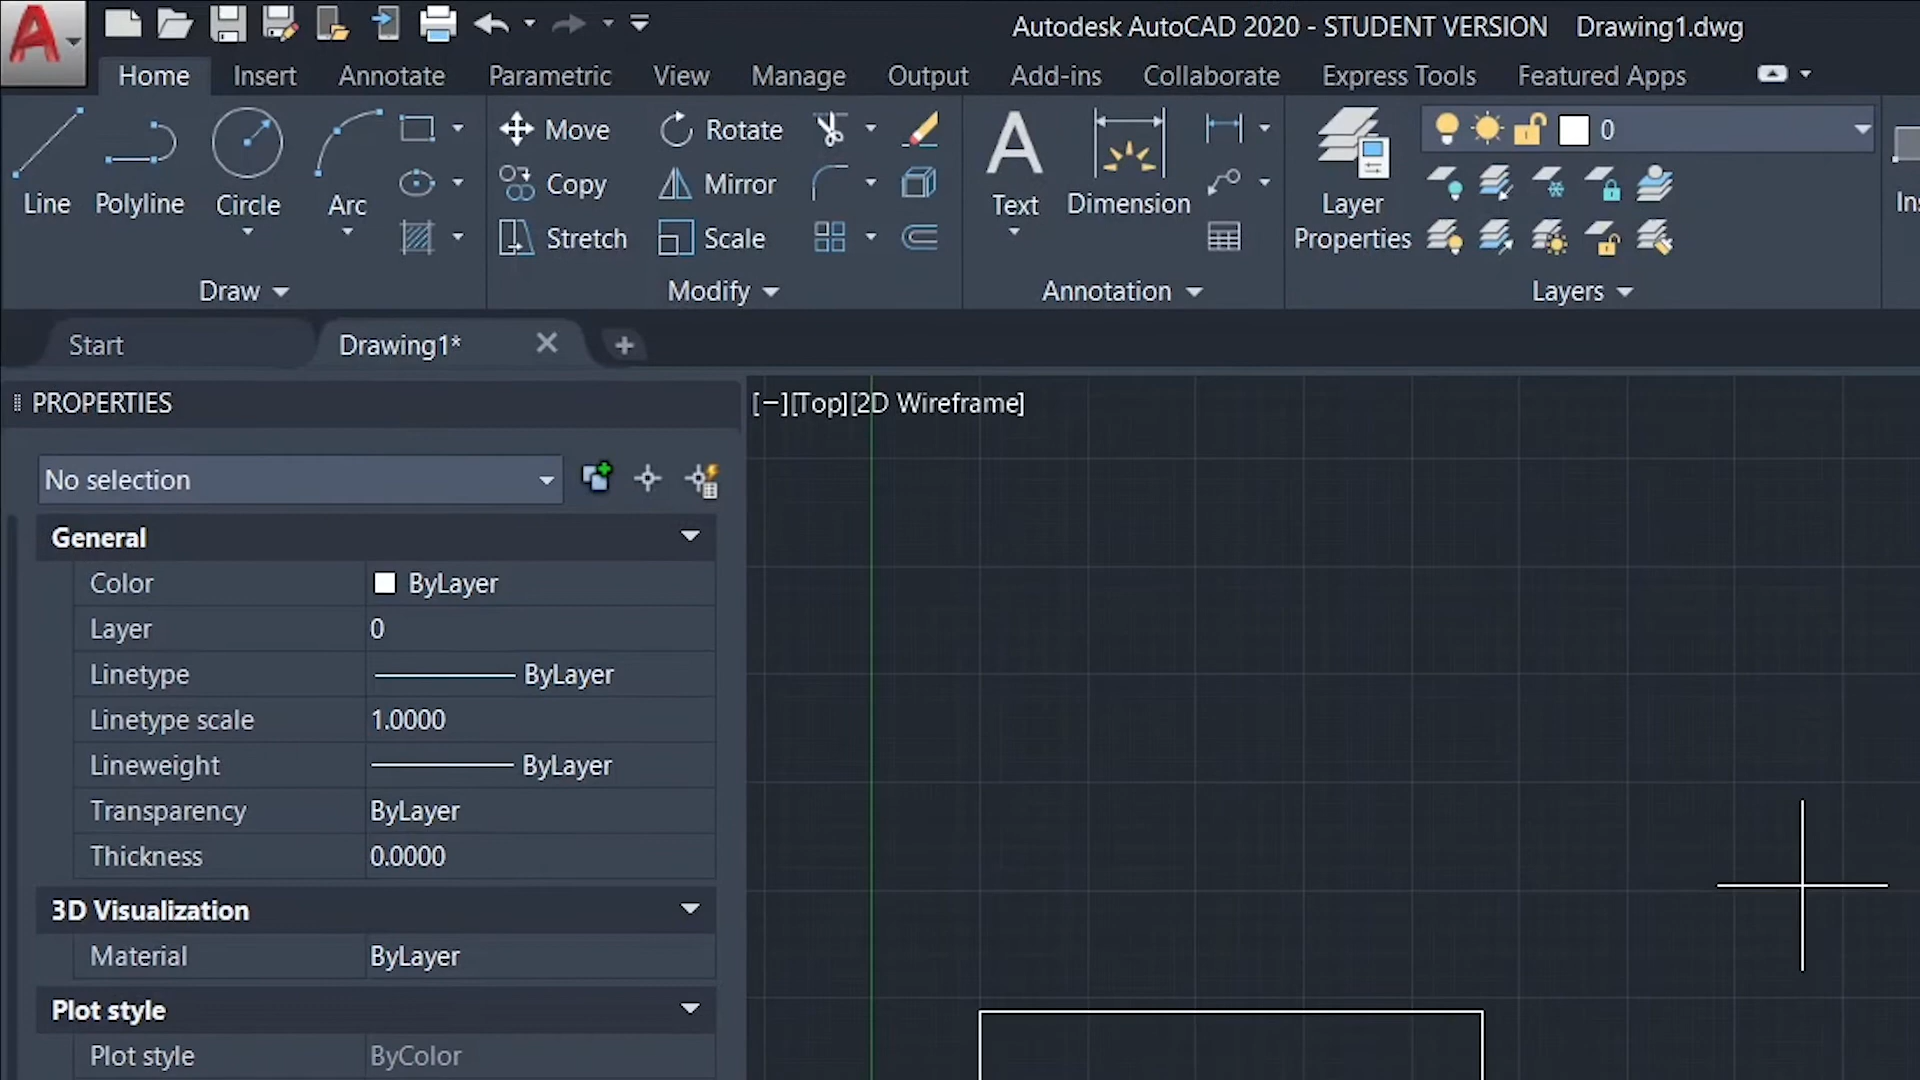 Autodesk AutoCAD 2020 - STUDENT VERSION Drawing1.dwg
Home Insert Annotate Parametric View Manage Output Add-ins Collaborate Express Tools Featured Apps
Line Polyline Circle Arc
Move Rotate
Copy Mirror
Stretch Scale
Text Dimension
Layer
Properties
0
Draw Modify Annotation Layers
Start Drawing1*
PROPERTIES
[−][Top][2D Wireframe]
No selection
General
Color ByLayer
Layer 0
Linetype ByLayer
Linetype scale 1.0000
Lineweight ByLayer
Transparency ByLayer
Thickness 0.0000
3D Visualization
Material ByLayer
Plot style
Plot style ByColor